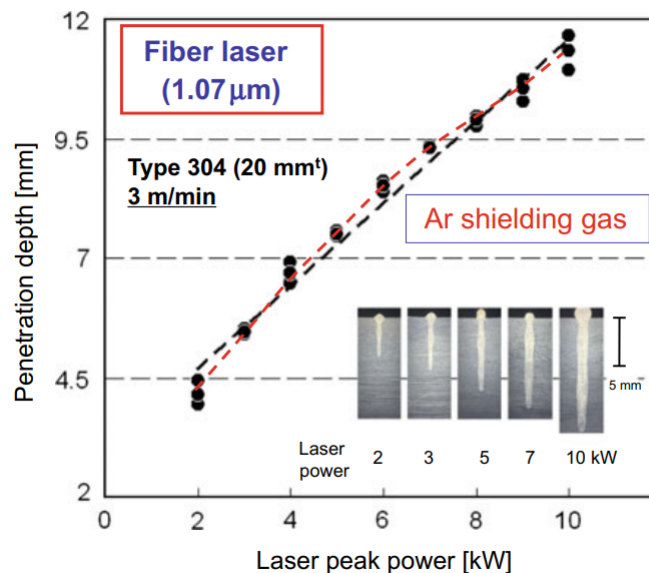 12
9.5
7
4.5
2
Penetration depth [mm]
Fiber laser
(1.07μm)
Type 304 (20 mmᵗ)
3 m/min
Ar shielding gas
5 mm
Laser
power
2 3 5 7 10 kW
0 2 4 6 8 10
Laser peak power [kW]